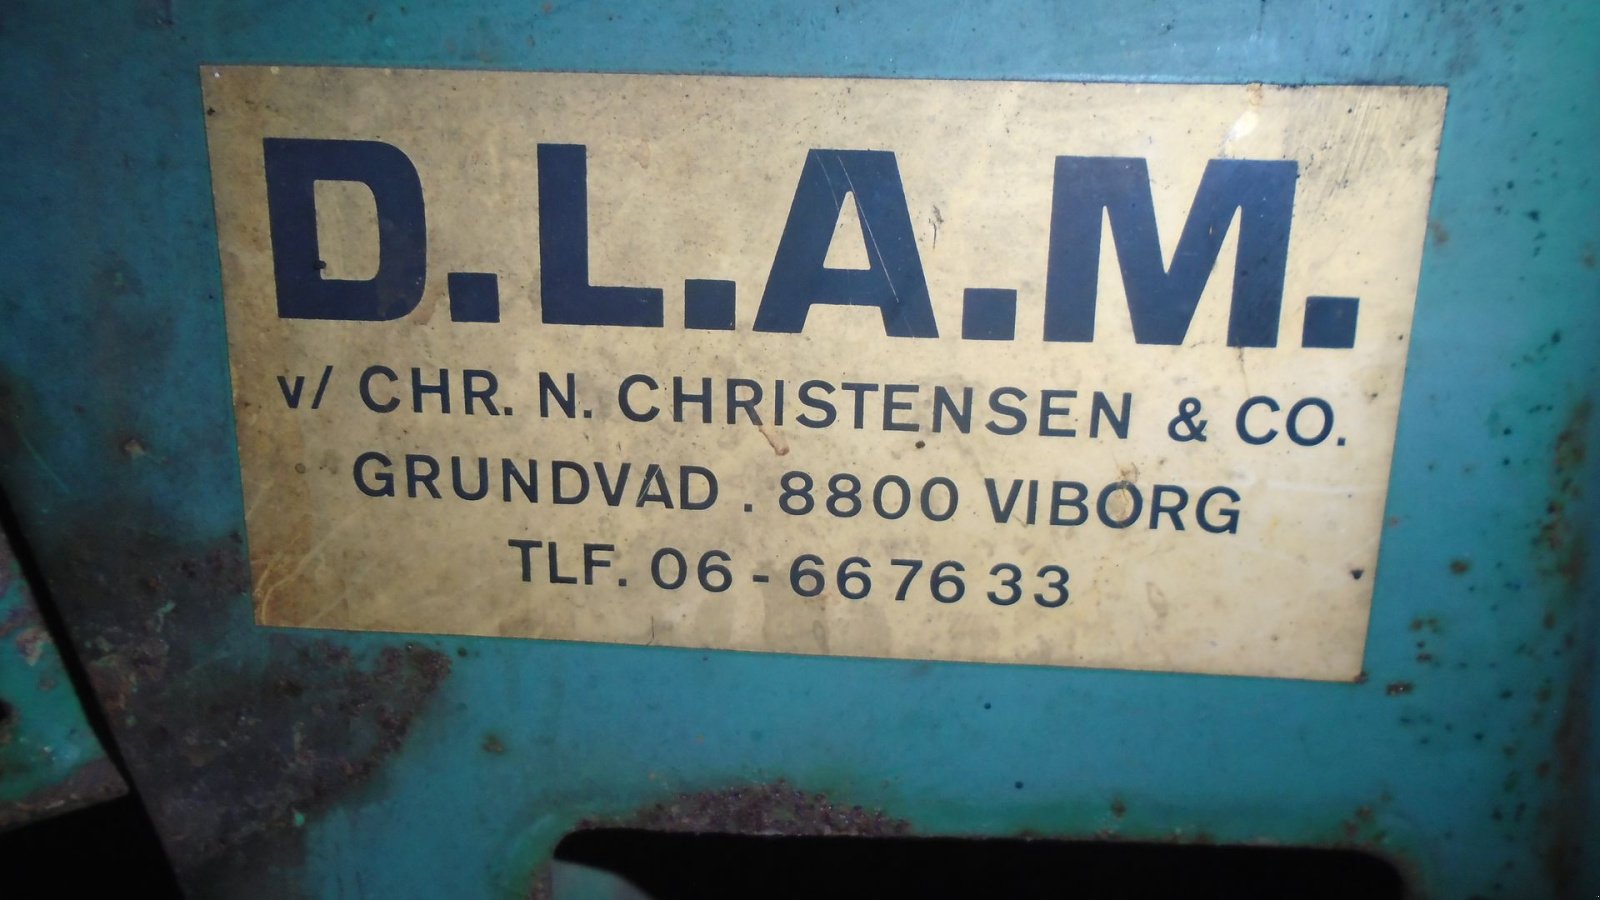 D.L.A.M.
v/ CHR. N. CHRISTENSEN & CO.
GRUNDVAD . 8800 VIBORG
TLF. 06 - 66 76 33